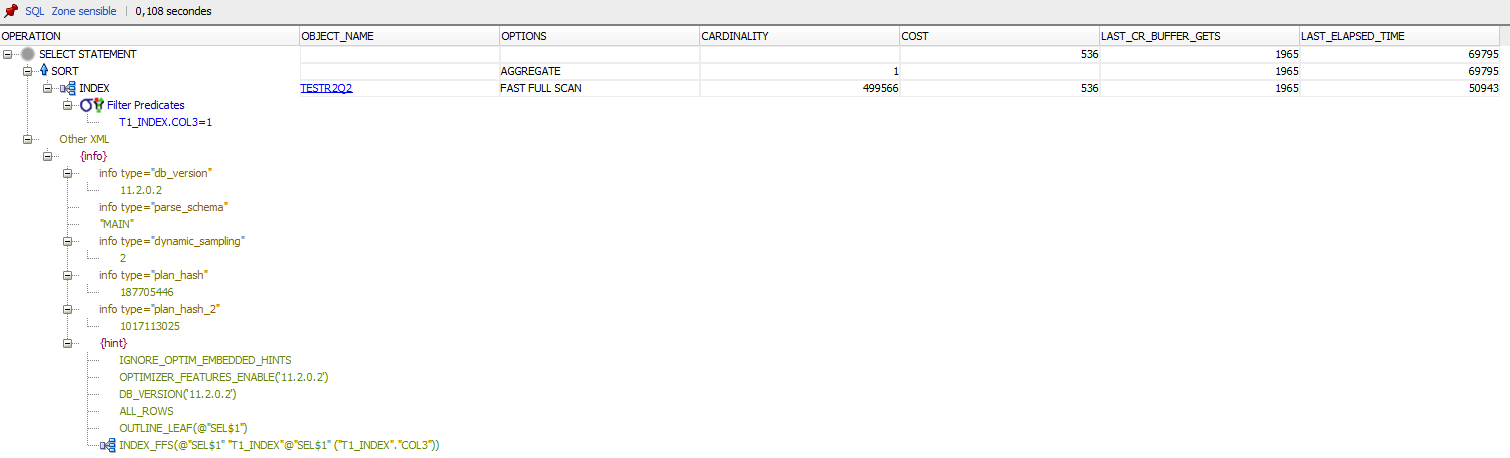 SQL Zone sensible | 0,108 secondes
OPERATION OBJECT_NAME OPTIONS CARDINALITY COST LAST_CR_BUFFER_GETS LAST_ELAPSED_TIME
SELECT STATEMENT 536 1965 69795
SORT AGGREGATE 1 1965 69795
INDEX TESTR2Q2 FAST FULL SCAN 499566 536 1965 50943
Filter Predicates
T1_INDEX.COL3=1
Other XML
{info}
info type="db_version"
11.2.0.2
info type="parse_schema"
"MAIN"
info type="dynamic_sampling"
2
info type="plan_hash"
187705446
info type="plan_hash_2"
1017113025
{hint}
IGNORE_OPTIM_EMBEDDED_HINTS
OPTIMIZER_FEATURES_ENABLE('11.2.0.2')
DB_VERSION('11.2.0.2')
ALL_ROWS
OUTLINE_LEAF(@"SEL$1")
INDEX_FFS(@"SEL$1" "T1_INDEX"@"SEL$1" ("T1_INDEX"."COL3"))